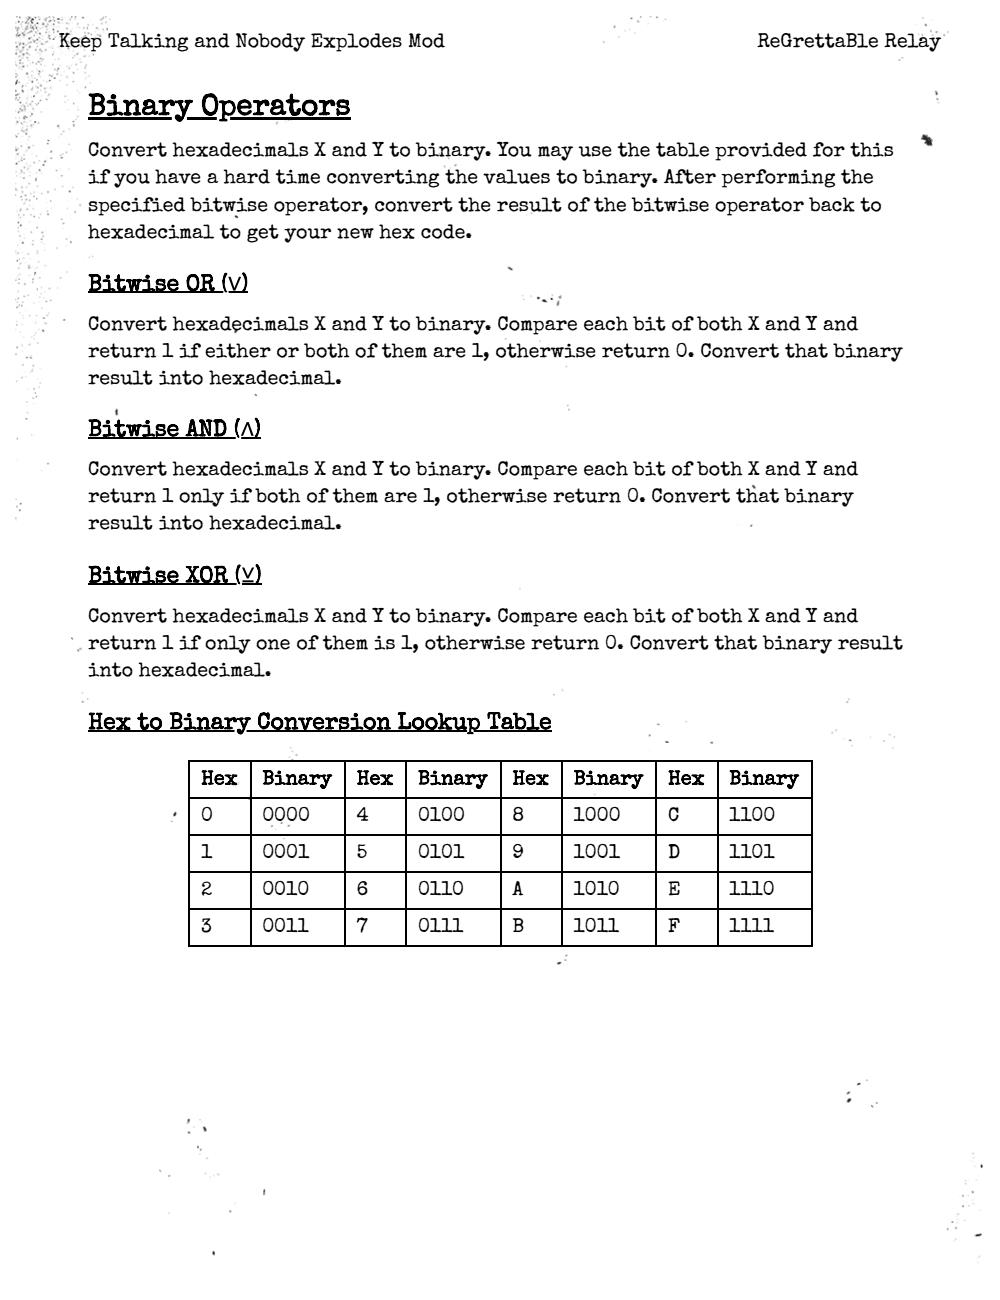 Keep Talking and Nobody Explodes Mod ReGrettaBle Relay
Binary Operators
Convert hexadecimals X and Y to binary. You may use the table provided for this
if you have a hard time converting the values to binary. After performing the
specified bitwise operator, convert the result of the bitwise operator back to
hexadecimal to get your new hex code.
Bitwise OR (∨)
Convert hexadecimals X and Y to binary. Compare each bit of both X and Y and
return 1 if either or both of them are 1, otherwise return 0. Convert that binary
result into hexadecimal.
Bitwise AND (∧)
Convert hexadecimals X and Y to binary. Compare each bit of both X and Y and
return 1 only if both of them are 1, otherwise return 0. Convert that binary
result into hexadecimal.
Bitwise XOR (⊻)
Convert hexadecimals X and Y to binary. Compare each bit of both X and Y and
return 1 if only one of them is 1, otherwise return 0. Convert that binary result
into hexadecimal.
Hex to Binary Conversion Lookup Table
Hex Binary Hex Binary Hex Binary Hex Binary
0 0000 4 0100 8 1000 C 1100
1 0001 5 0101 9 1001 D 1101
2 0010 6 0110 A 1010 E 1110
3 0011 7 0111 B 1011 F 1111